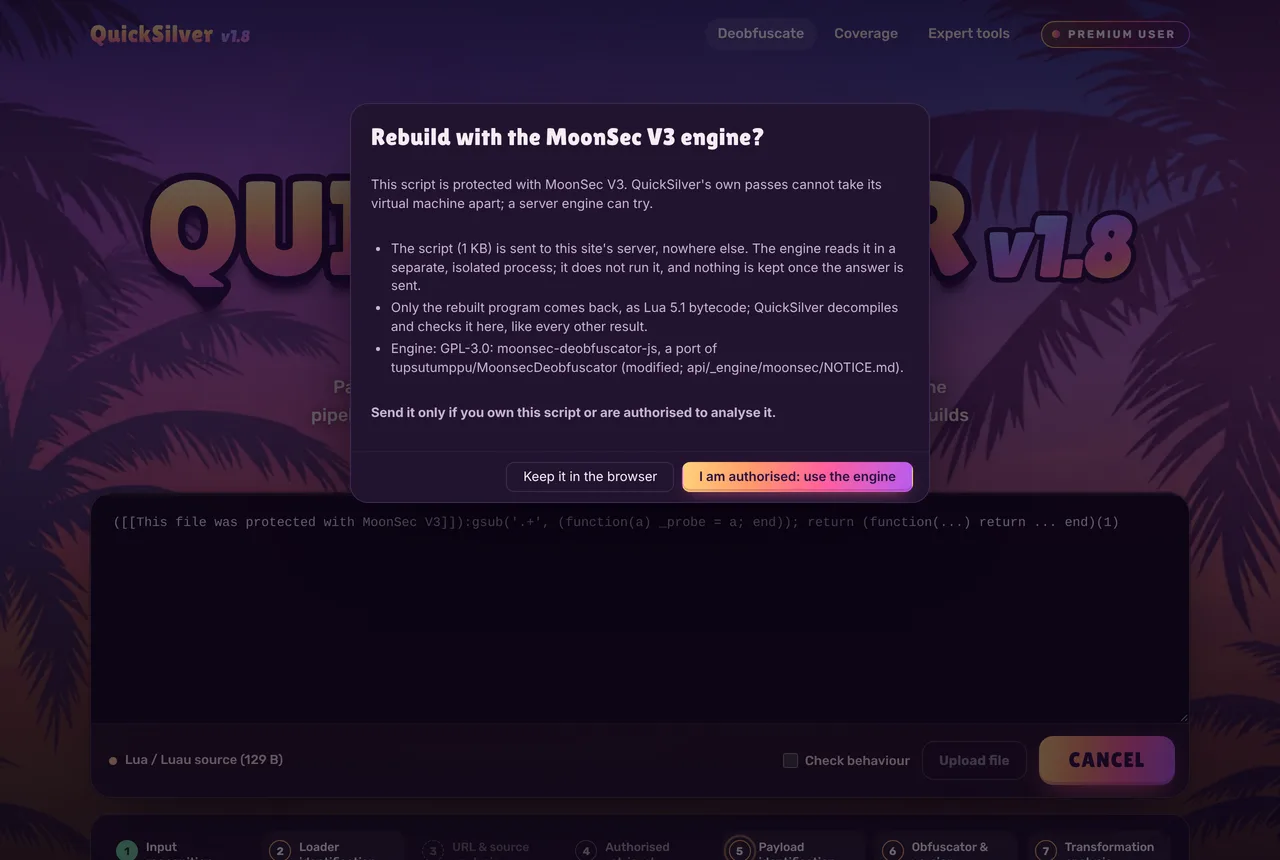 QuickSilver v1.8
Deobfuscate
Coverage
Expert tools
PREMIUM USER
QUI
R v1.8
Rebuild with the MoonSec V3 engine?
This script is protected with MoonSec V3. QuickSilver's own passes cannot take its
virtual machine apart; a server engine can try.
• The script (1 KB) is sent to this site's server, nowhere else. The engine reads it in a
separate, isolated process; it does not run it, and nothing is kept once the answer is
sent.
• Only the rebuilt program comes back, as Lua 5.1 bytecode; QuickSilver decompiles
and checks it here, like every other result.
• Engine: GPL-3.0: moonsec-deobfuscator-js, a port of
tupsutumppu/MoonsecDeobfuscator (modified; api/_engine/moonsec/NOTICE.md).
Send it only if you own this script or are authorised to analyse it.
Keep it in the browser
I am authorised: use the engine
([[This file was protected with MoonSec V3]]):gsub('.+', (function(a) _probe = a; end)); return (function(...) return ... end)(1)
Lua / Luau source (129 B)
Check behaviour
Upload file
CANCEL
1 Input
2 Loader
3 URL & source
4 Authorised
5 Payload
6 Obfuscator &
7 Transformation